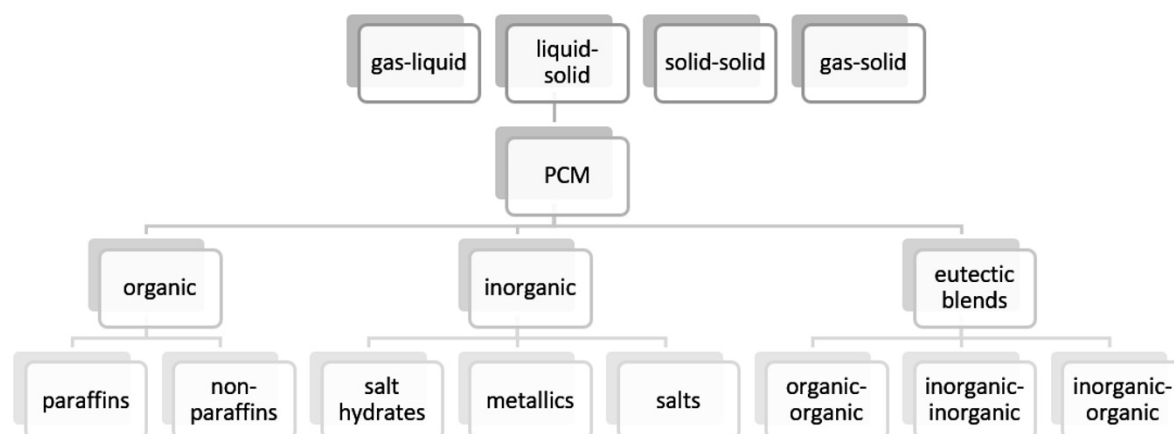 gas-liquid
liquid-
solid
solid-solid
gas-solid
PCM
organic
inorganic
eutectic
blends
paraffins
non-
paraffins
salt
hydrates
metallics
salts
organic-
organic
inorganic-
inorganic
inorganic-
organic